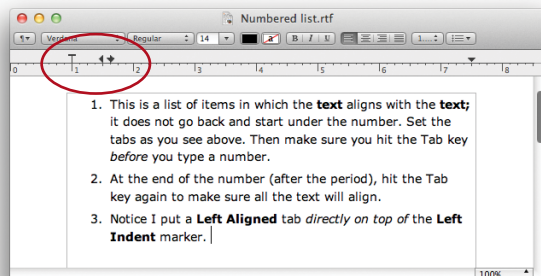 Numbered list.rtf
¶ Verdana Regular 14 a B I U 1.…
0 1 2 3 4 5 6 7 8
1. This is a list of items in which the text aligns with the text;
it does not go back and start under the number. Set the
tabs as you see above. Then make sure you hit the Tab key
before you type a number.
2. At the end of the number (after the period), hit the Tab
key again to make sure all the text will align.
3. Notice I put a Left Aligned tab directly on top of the Left
Indent marker.
100%